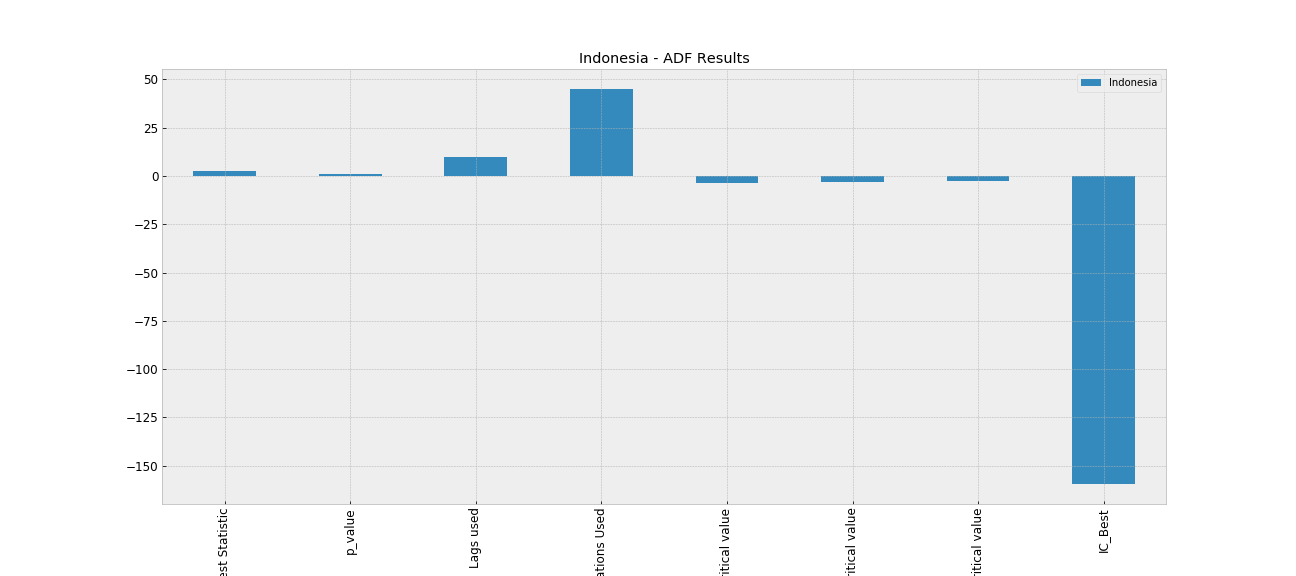 Indonesia - ADF Results
Indonesia
50
25
0
−25
−50
−75
−100
−125
−150
est Statistic
p_value
Lags used
ations Used
ritical value
ritical value
ritical value
IC_Best